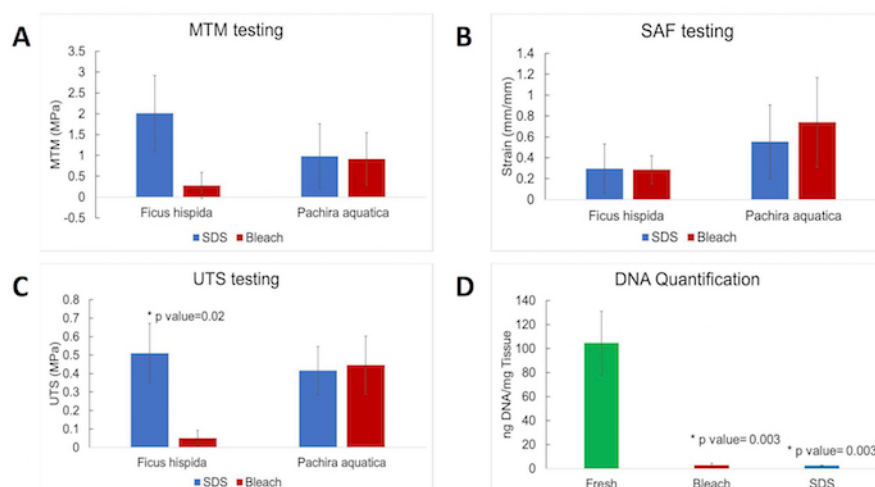 A
MTM testing
MTM (MPa)
3.5
3
2.5
2
1.5
1
0.5
0
-0.5
Ficus hispida
Pachira aquatica
SDS
Bleach
B
SAF testing
Strain (mm/mm)
1.4
1.2
1
0.8
0.6
0.4
0.2
0
Ficus hispida
Pachira aquatica
SDS
Bleach
C
UTS testing
UTS (MPa)
0.8
0.7
0.6
0.5
0.4
0.3
0.2
0.1
0
* p value=0.02
Ficus hispida
Pachira aquatica
SDS
Bleach
D
DNA Quantification
ng DNA/mg Tissue
140
120
100
80
60
40
20
0
* p value= 0.003
* p value= 0.003
Fresh
Bleach
SDS